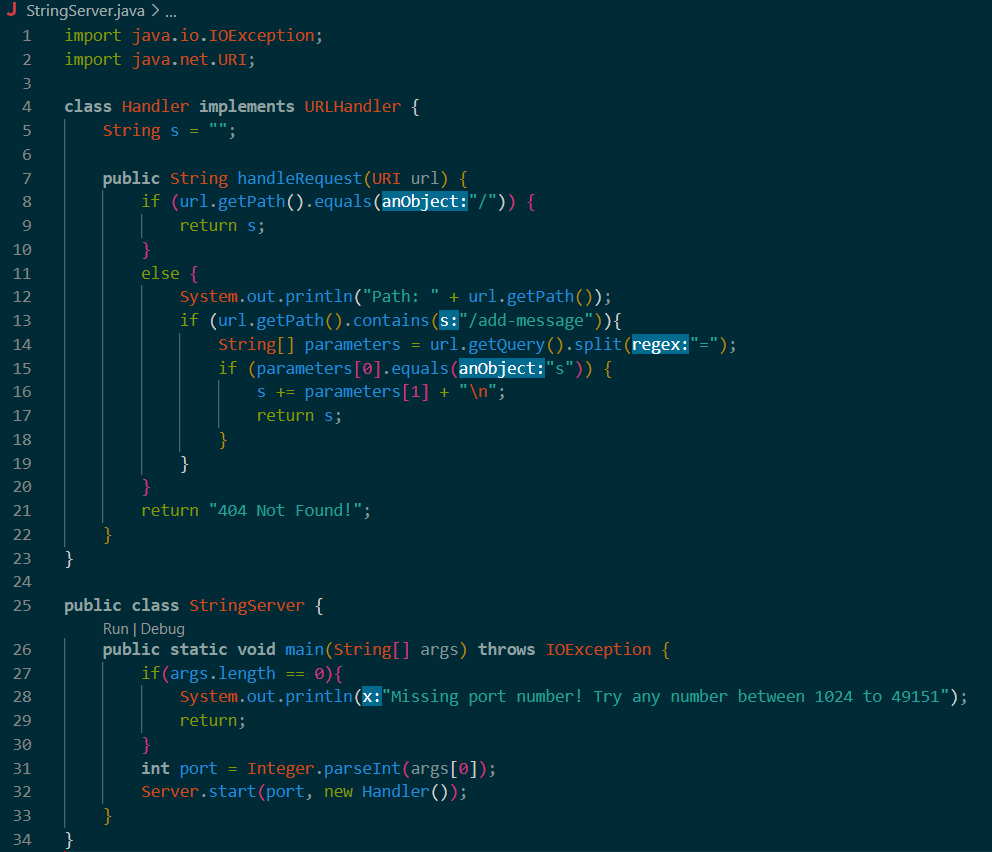 J StringServer.java > ...
1 import java.io.IOException;
2 import java.net.URI;
3
4 class Handler implements URLHandler {
5     String s = "";
6
7     public String handleRequest(URI url) {
8         if (url.getPath().equals(anObject:"/")) {
9             return s;
10         }
11         else {
12             System.out.println("Path: " + url.getPath());
13             if (url.getPath().contains(s:"/add-message")){
14                 String[] parameters = url.getQuery().split(regex:"=");
15                 if (parameters[0].equals(anObject:"s")) {
16                     s += parameters[1] + "\n";
17                     return s;
18                 }
19             }
20         }
21         return "404 Not Found!";
22     }
23 }
24
25 public class StringServer {
Run | Debug
26     public static void main(String[] args) throws IOException {
27         if(args.length == 0){
28             System.out.println(x:"Missing port number! Try any number between 1024 to 49151");
29             return;
30         }
31         int port = Integer.parseInt(args[0]);
32         Server.start(port, new Handler());
33     }
34 }